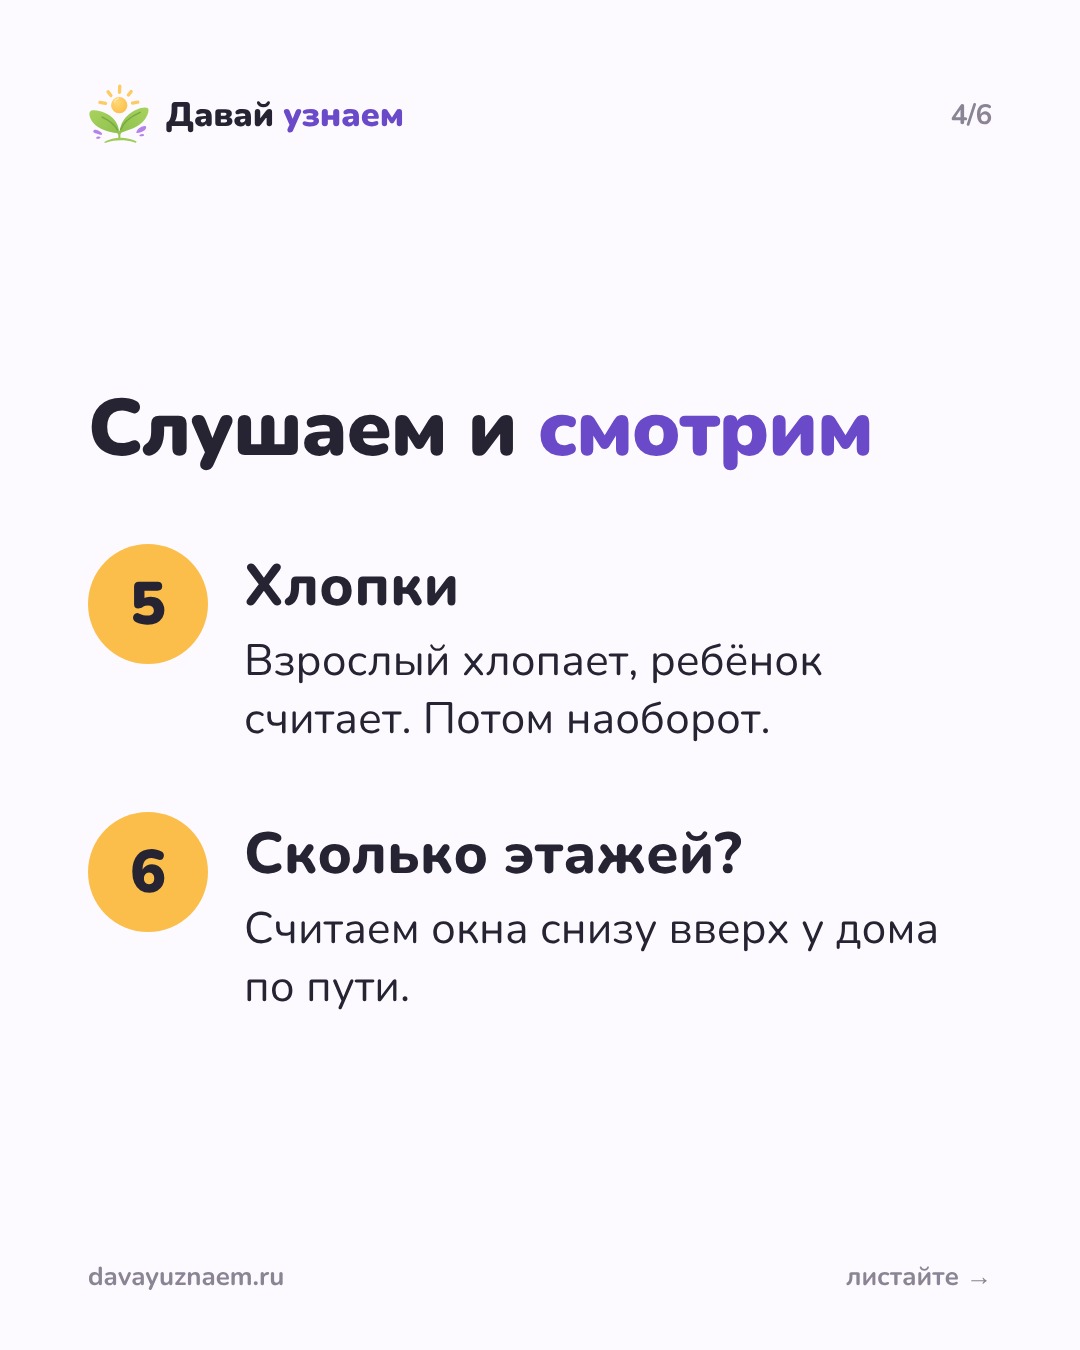 Давай узнаем
4/6
Слушаем и смотрим
5
Хлопки
Взрослый хлопает, ребёнок
считает. Потом наоборот.
6
Сколько этажей?
Считаем окна снизу вверх у дома
по пути.
davayuznaem.ru
листайте →